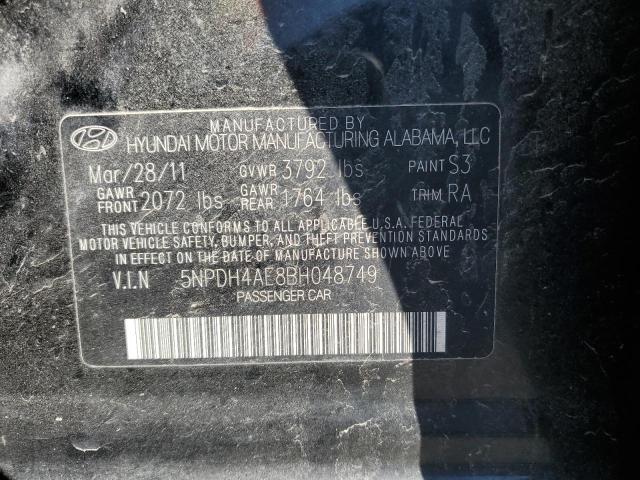 MANUFACTURED BY
HYUNDAI MOTOR MANUFACTURING ALABAMA, LLC
Mar/28/11 GVWR 3792 lbs PAINT S3
GAWR FRONT 2072 lbs GAWR REAR 1764 lbs TRIM RA
THIS VEHICLE CONFORMS TO ALL APPLICABLE U.S.A. FEDERAL
MOTOR VEHICLE SAFETY, BUMPER, AND THEFT PREVENTION
STANDARDS IN EFFECT ON THE DATE OF MANUFACTURE SHOWN ABOVE
V.I.N 5NPDH4AE8BH048749
PASSENGER CAR